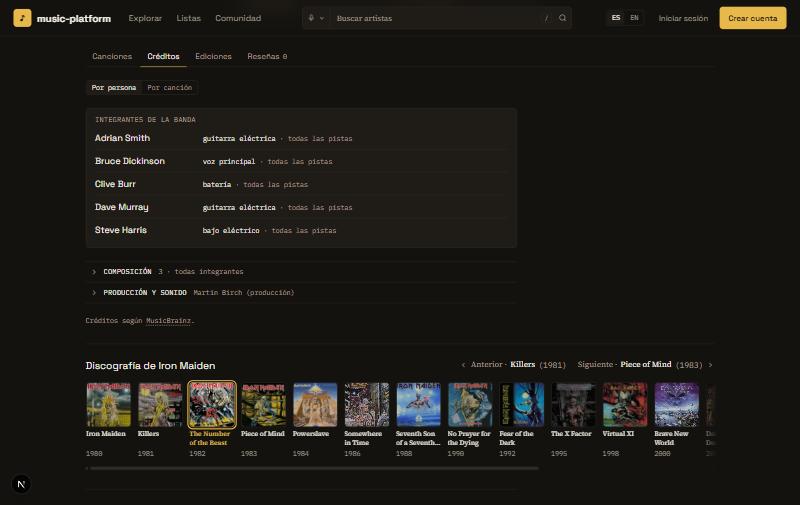 music-platform Explorar Listas Comunidad Buscar artistas / ES EN Iniciar sesión Crear cuenta
Canciones Créditos Ediciones Reseñas 0
Por persona Por canción
INTEGRANTES DE LA BANDA
Adrian Smith guitarra eléctrica · todas las pistas
Bruce Dickinson voz principal · todas las pistas
Clive Burr batería · todas las pistas
Dave Murray guitarra eléctrica · todas las pistas
Steve Harris bajo eléctrico · todas las pistas
COMPOSICIÓN 3 · todas integrantes
PRODUCCIÓN Y SONIDO Martin Birch (producción)
Créditos según MusicBrainz.
Discografía de Iron Maiden ‹ Anterior · Killers (1981) Siguiente · Piece of Mind (1983) ›
Iron Maiden Killers The Number of the Beast Piece of Mind Powerslave Somewhere in Time Seventh Son of a Seventh… No Prayer for the Dying Fear of the Dark The X Factor Virtual XI Brave New World
1980 1981 1982 1983 1984 1986 1988 1990 1992 1995 1998 2000
N